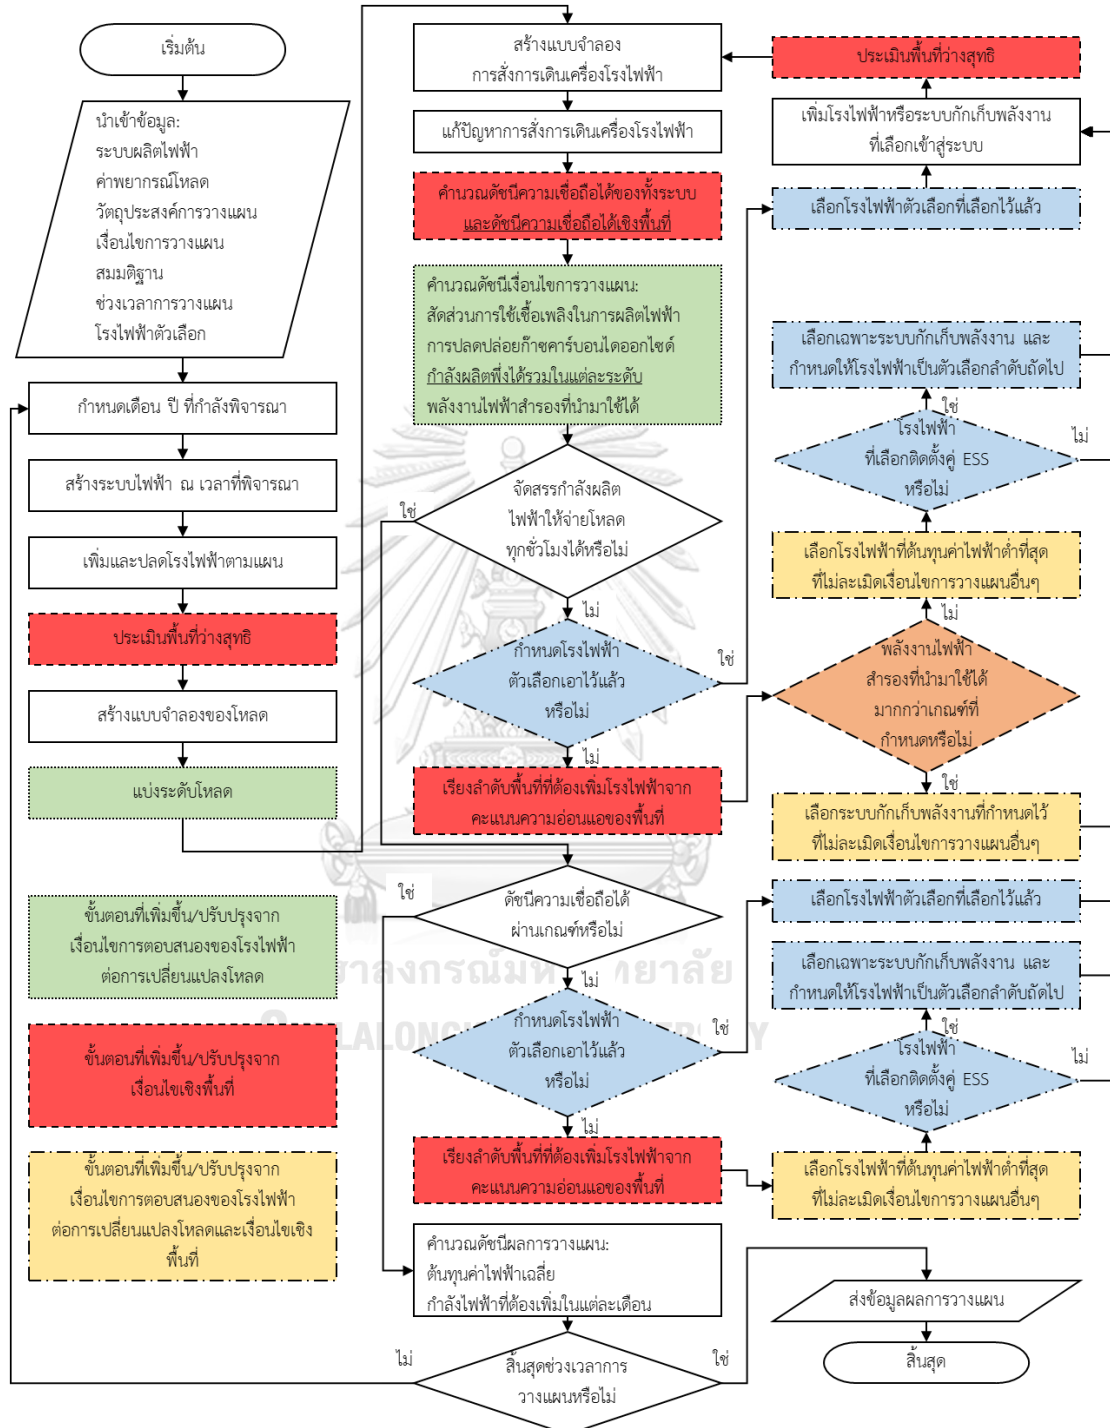 เริ่มต้น
นำเข้าข้อมูล:
ระบบผลิตไฟฟ้า
ค่าพยากรณ์โหลด
วัตถุประสงค์การวางแผน
เงื่อนไขการวางแผน
สมมติฐาน
ช่วงเวลาการวางแผน
โรงไฟฟ้าตัวเลือก
กำหนดเดือน ปี ที่กำลังพิจารณา
สร้างระบบไฟฟ้า ณ เวลาที่พิจารณา
เพิ่มและปลดโรงไฟฟ้าตามแผน
ประเมินพื้นที่ว่างสุทธิ
สร้างแบบจำลองของโหลด
แบ่งระดับโหลด
ขั้นตอนที่เพิ่มขึ้น/ปรับปรุงจาก
เงื่อนไขการตอบสนองของโรงไฟฟ้า
ต่อการเปลี่ยนแปลงโหลด
ขั้นตอนที่เพิ่มขึ้น/ปรับปรุงจาก
เงื่อนไขเชิงพื้นที่
ขั้นตอนที่เพิ่มขึ้น/ปรับปรุงจาก
เงื่อนไขการตอบสนองของโรงไฟฟ้า
ต่อการเปลี่ยนแปลงโหลดและเงื่อนไขเชิง
พื้นที่
สร้างแบบจำลอง
การสั่งการเดินเครื่องโรงไฟฟ้า
แก้ปัญหาการสั่งการเดินเครื่องโรงไฟฟ้า
คำนวณดัชนีความเชื่อถือได้ของทั้งระบบ
และดัชนีความเชื่อถือได้เชิงพื้นที่
คำนวณดัชนีเงื่อนไขการวางแผน:
สัดส่วนการใช้เชื้อเพลิงในการผลิตไฟฟ้า
การปลดปล่อยก๊าซคาร์บอนไดออกไซด์
กำลังผลิตพึ่งได้รวมในแต่ละระดับ
พลังงานไฟฟ้าสำรองที่นำมาใช้ได้
จัดสรรกำลังผลิต
ไฟฟ้าให้จ่ายโหลด
ทุกชั่วโมงได้หรือไม่
ใช่
ไม่
กำหนดโรงไฟฟ้า
ตัวเลือกเอาไว้แล้ว
หรือไม่
ใช่
ไม่
เรียงลำดับพื้นที่ที่ต้องเพิ่มโรงไฟฟ้าจาก
คะแนนความอ่อนแอของพื้นที่
ดัชนีความเชื่อถือได้
ผ่านเกณฑ์หรือไม่
ใช่
ไม่
าลงกรณ์มห ทยาลัย
LALON
Y
กำหนดโรงไฟฟ้า
ตัวเลือกเอาไว้แล้ว
หรือไม่
ใช่
ไม่
เรียงลำดับพื้นที่ที่ต้องเพิ่มโรงไฟฟ้าจาก
คะแนนความอ่อนแอของพื้นที่
คำนวณดัชนีผลการวางแผน:
ต้นทุนค่าไฟฟ้าเฉลี่ย
กำลังไฟฟ้าที่ต้องเพิ่มในแต่ละเดือน
สิ้นสุดช่วงเวลาการ
วางแผนหรือไม่
ไม่
ใช่
ประเมินพื้นที่ว่างสุทธิ
เพิ่มโรงไฟฟ้าหรือระบบกักเก็บพลังงาน
ที่เลือกเข้าสู่ระบบ
เลือกโรงไฟฟ้าตัวเลือกที่เลือกไว้แล้ว
เลือกเฉพาะระบบกักเก็บพลังงาน และ
กำหนดให้โรงไฟฟ้าเป็นตัวเลือกลำดับถัดไป
ใช่
โรงไฟฟ้า
ที่เลือกติดตั้งคู่ ESS
หรือไม่
ไม่
เลือกโรงไฟฟ้าที่ต้นทุนค่าไฟฟ้าต่ำที่สุด
ที่ไม่ละเมิดเงื่อนไขการวางแผนอื่นๆ
ไม่
พลังงานไฟฟ้า
สำรองที่นำมาใช้ได้
มากกว่าเกณฑ์ที่
กำหนดหรือไม่
ใช่
เลือกระบบกักเก็บพลังงานที่กำหนดไว้
ที่ไม่ละเมิดเงื่อนไขการวางแผนอื่นๆ
เลือกโรงไฟฟ้าตัวเลือกที่เลือกไว้แล้ว
เลือกเฉพาะระบบกักเก็บพลังงาน และ
กำหนดให้โรงไฟฟ้าเป็นตัวเลือกลำดับถัดไป
ใช่
โรงไฟฟ้า
ที่เลือกติดตั้งคู่ ESS
หรือไม่
ไม่
เลือกโรงไฟฟ้าที่ต้นทุนค่าไฟฟ้าต่ำที่สุด
ที่ไม่ละเมิดเงื่อนไขการวางแผนอื่นๆ
ส่งข้อมูลผลการวางแผน
สิ้นสุด